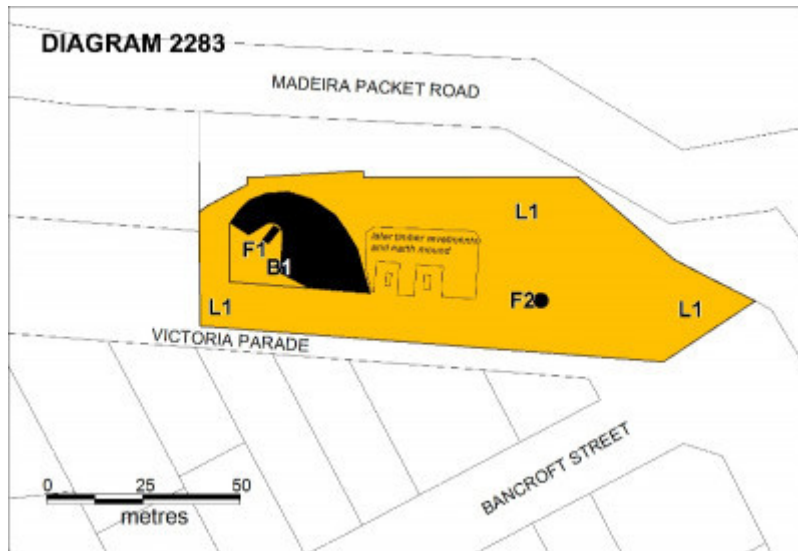 DIAGRAM 2283
MADEIRA PACKET ROAD
L1
later timber revetments
and earth mound
F1
B1
F2
L1
L1
VICTORIA PARADE
BANCROFT STREET
0 25 50
metres